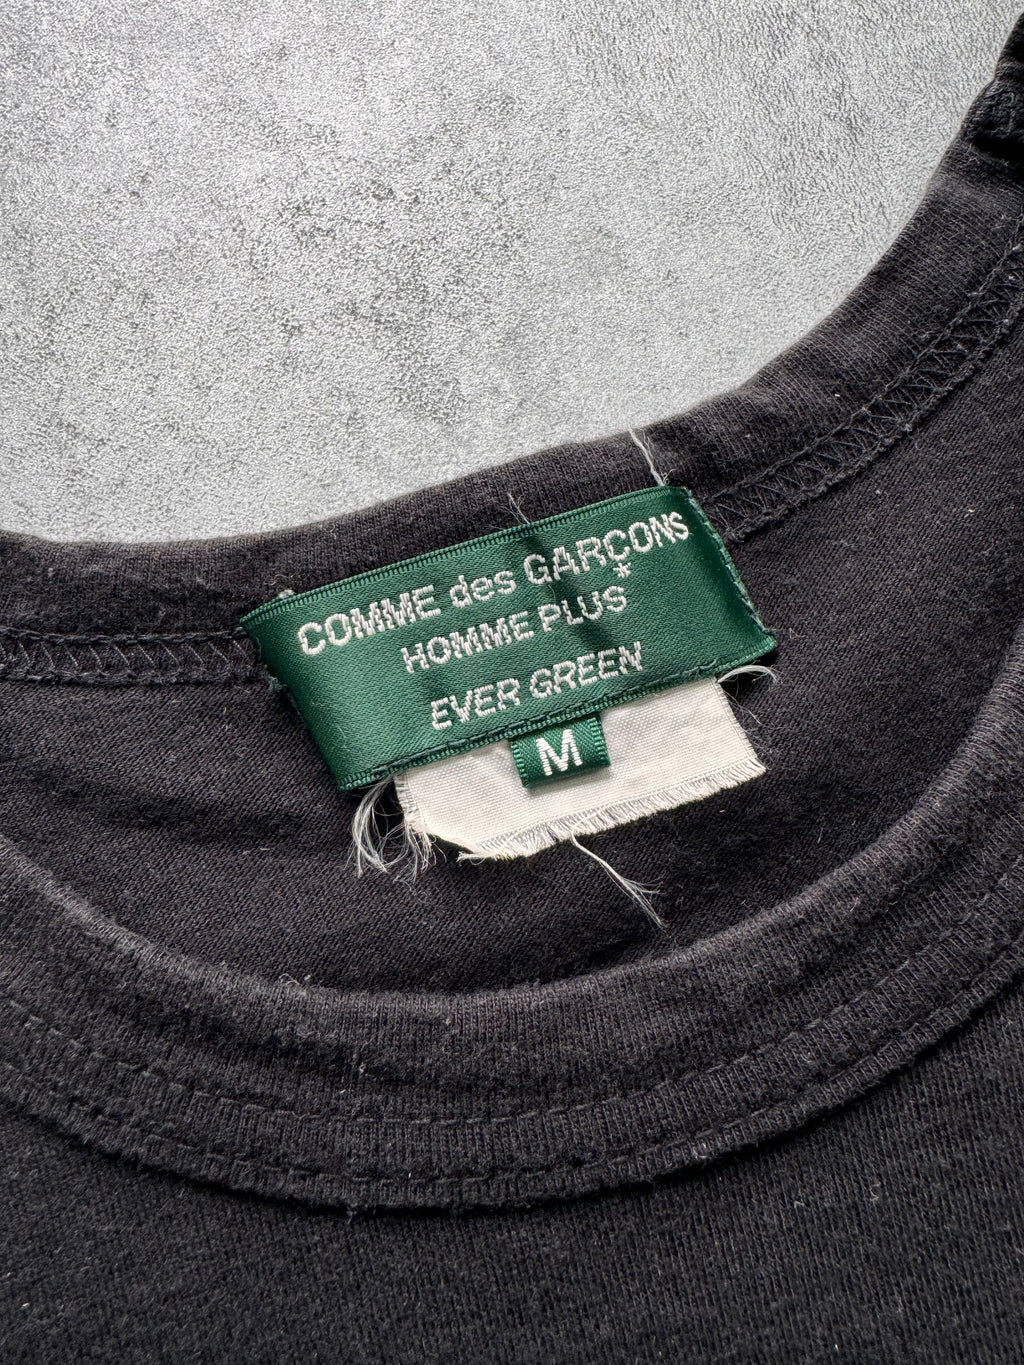 COMME des GARÇONS
HOMME PLUS*
EVER GREEN
M